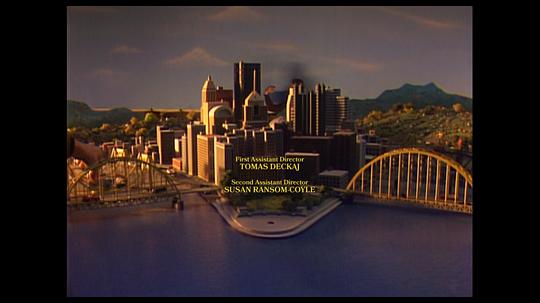 First Assistant Director
TOMAS DECKAJ
Second Assistant Director
SUSAN RANSOM-COYLE